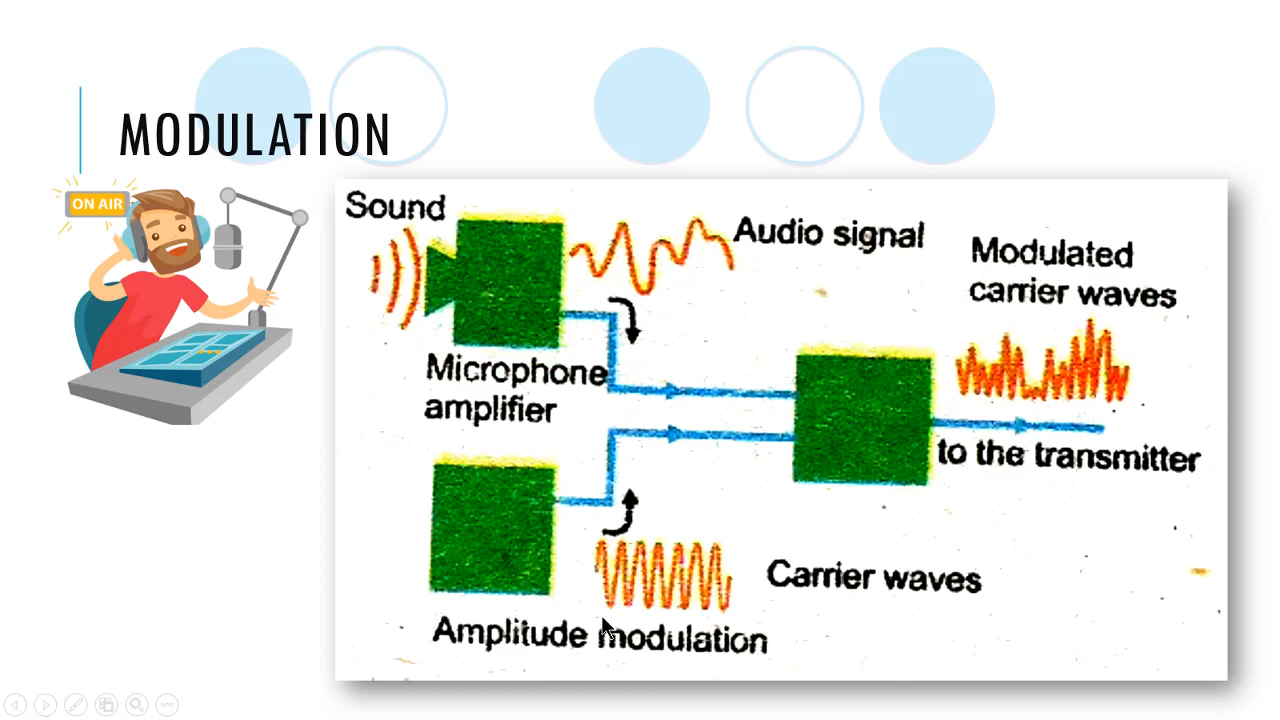 MODULATION
ON AIR
Sound
Audio signal
Modulated
carrier waves
Microphone
amplifier
to the transmitter
Carrier waves
Amplitude modulation